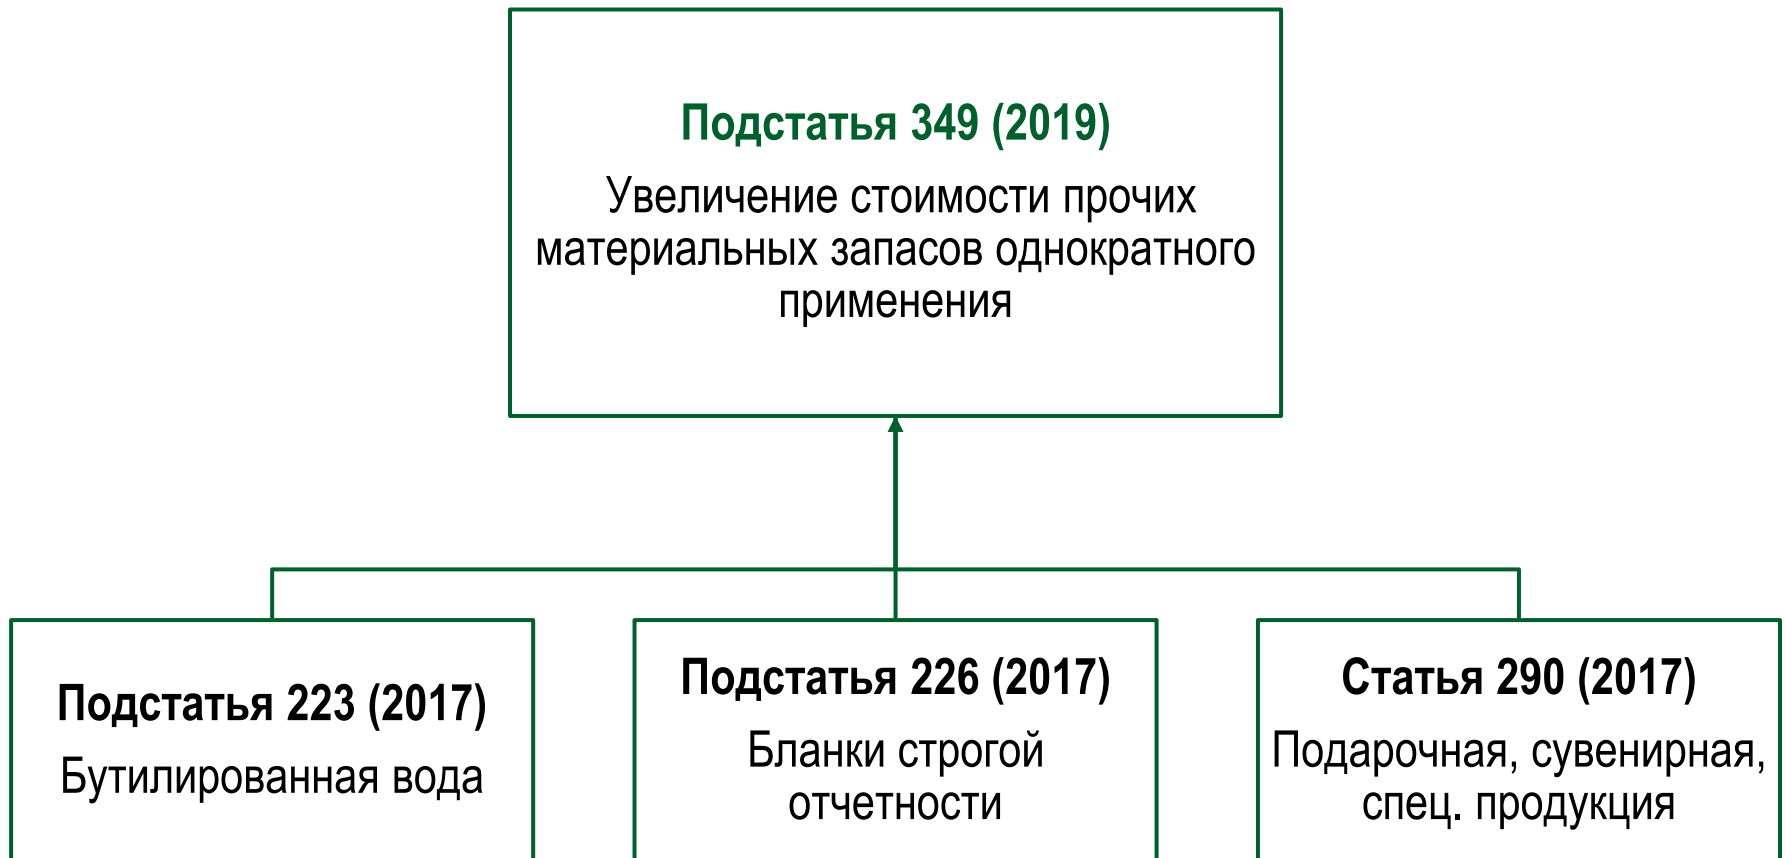 Подстатья 349 (2019)
Увеличение стоимости прочих
материальных запасов однократного
применения
Подстатья 223 (2017)
Бутилированная вода
Подстатья 226 (2017)
Бланки строгой
отчетности
Статья 290 (2017)
Подарочная, сувенирная,
спец. продукция